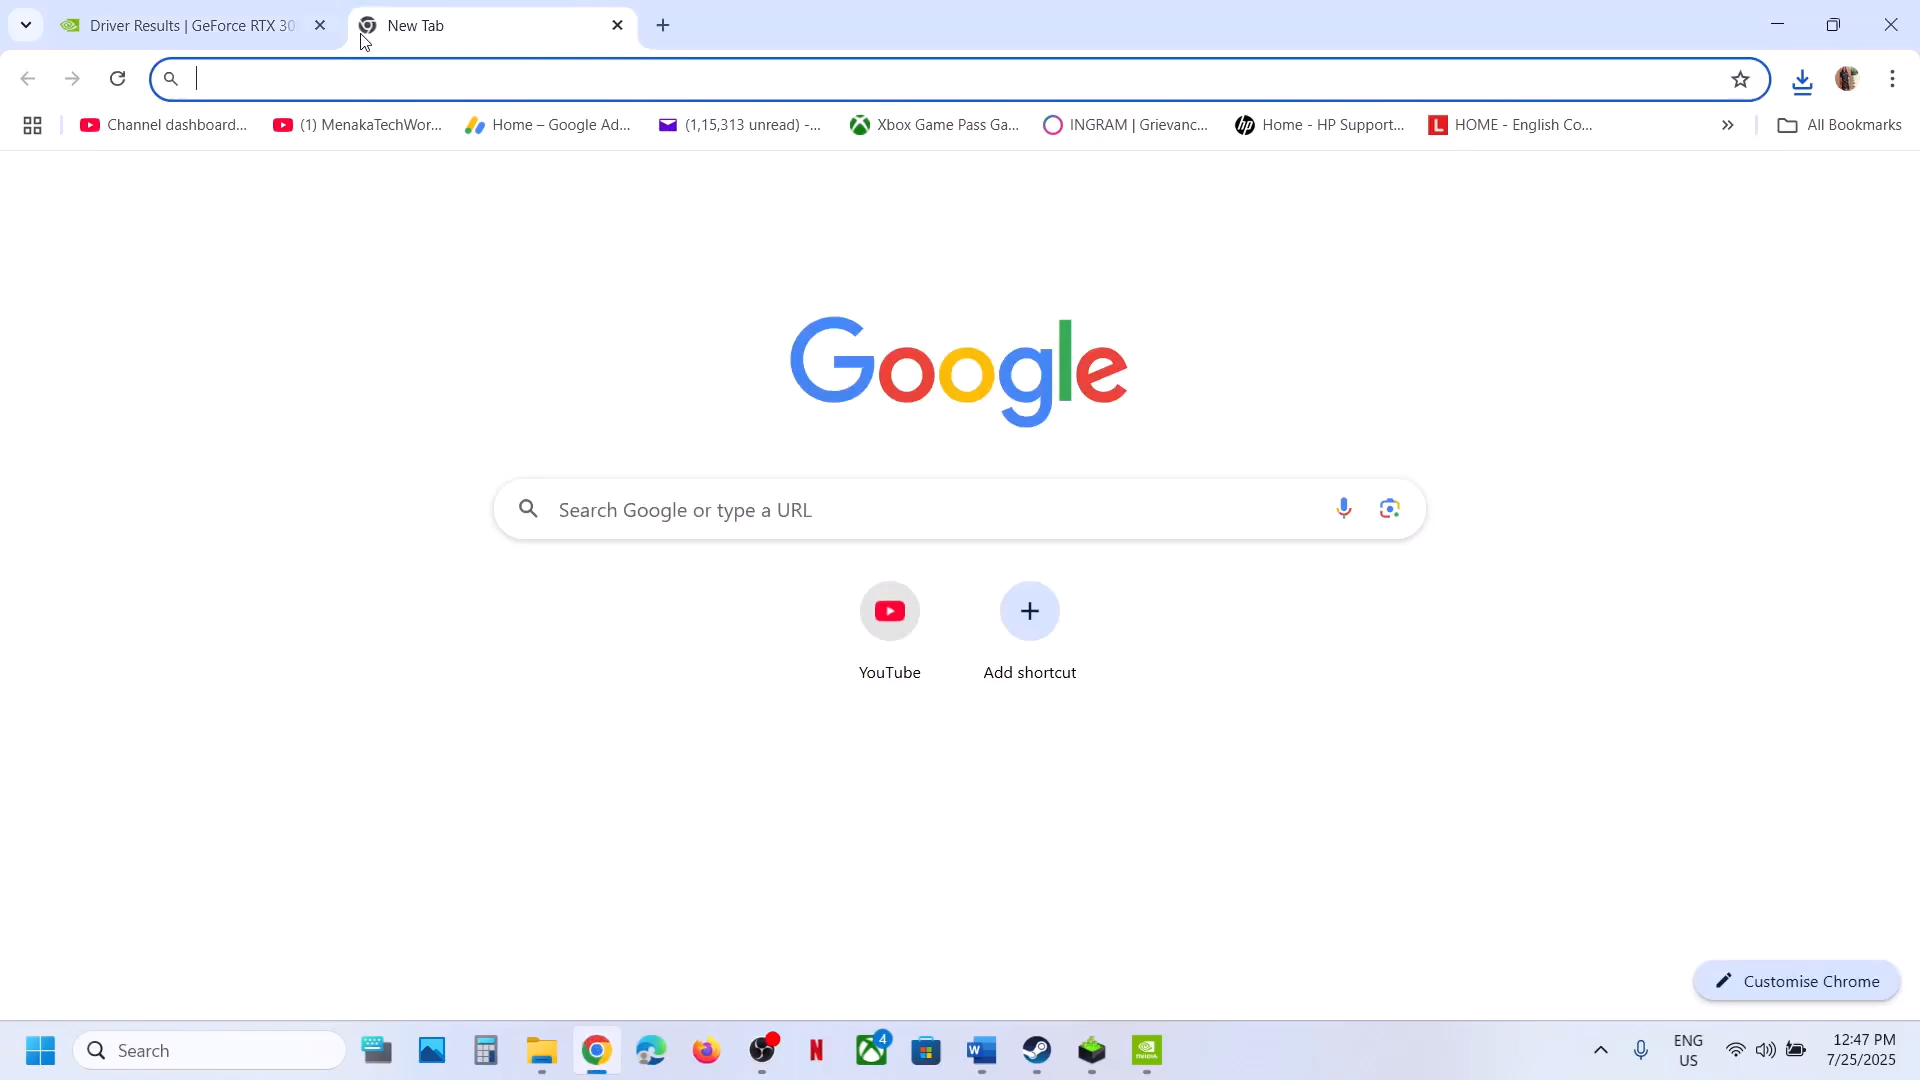 Driver Results | GeForce RTX 30
New Tab
Channel dashboard...
(1) MenakaTechWor...
Home – Google Ad...
(1,15,313 unread) -...
Xbox Game Pass Ga...
INGRAM | Grievanc...
Home - HP Support...
HOME - English Co...
All Bookmarks
Google
Search Google or type a URL
YouTube
Add shortcut
Customise Chrome
Search
4
NVIDIA
ENG
US
12:47 PM
7/25/2025